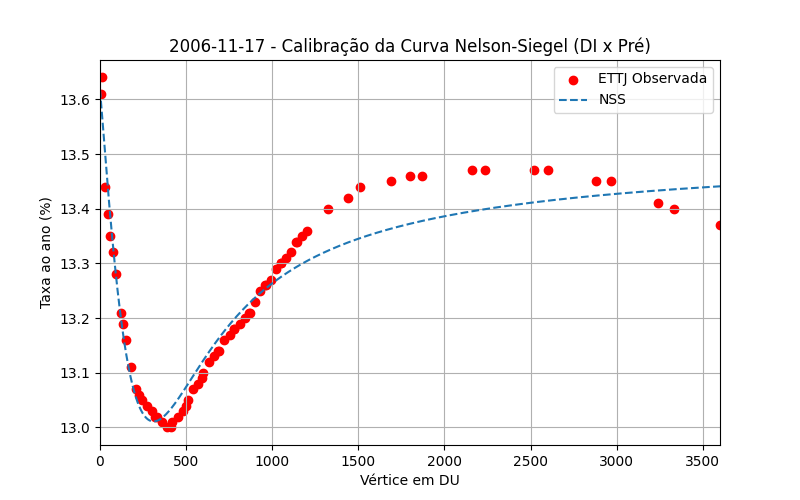 2006-11-17 - Calibração da Curva Nelson-Siegel (DI x Pré)
ETTJ Observada
NSS
Taxa ao ano (%)
13.6
13.5
13.4
13.3
13.2
13.1
13.0
0 500 1000 1500 2000 2500 3000 3500
Vértice em DU